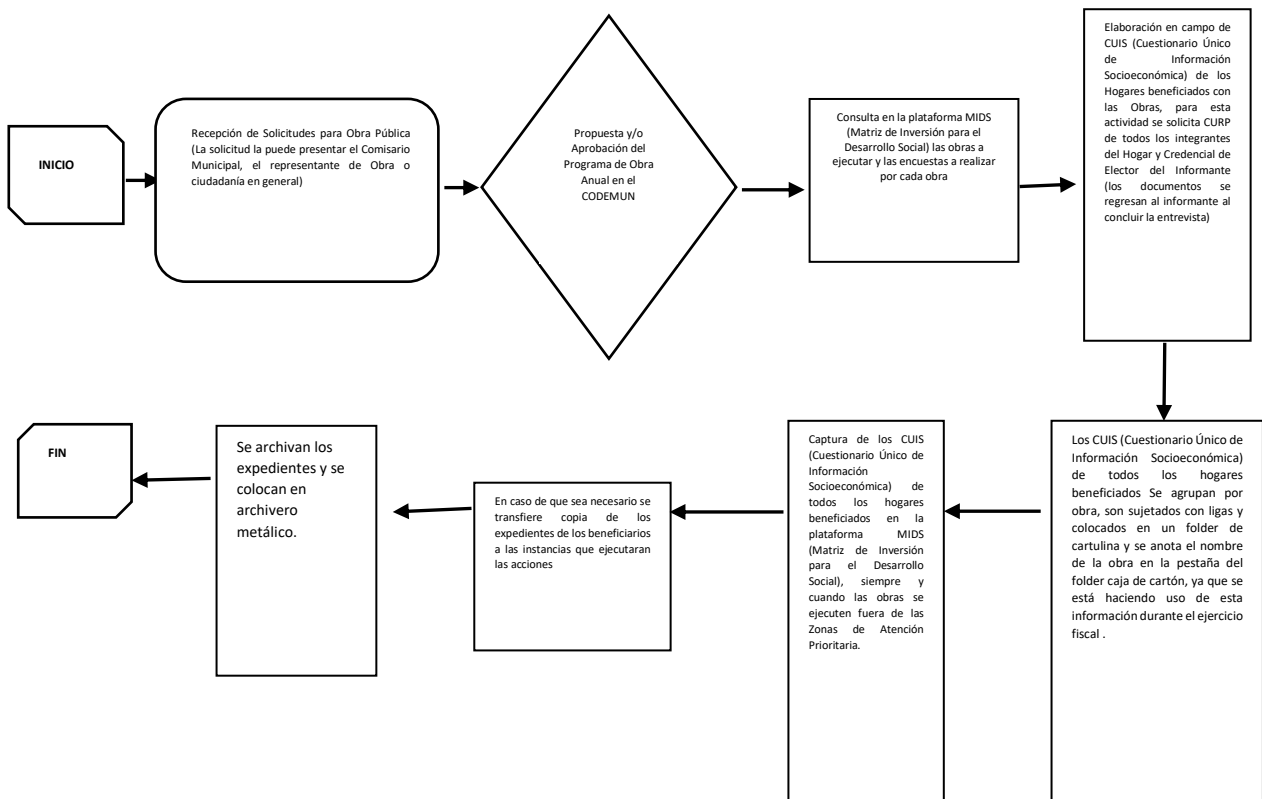 INICIO
Recepción de Solicitudes para Obra Pública
(La solicitud la puede presentar el Comisario
Municipal, el representante de Obra o
ciudadanía en general)
Propuesta y/o
Aprobación del
Programa de Obra
Anual en el
CODEMUN
Consulta en la plataforma MIDS
(Matriz de Inversión para el
Desarrollo Social) las obras a
ejecutar y las encuestas a realizar
por cada obra
Elaboración en campo de
CUIS (Cuestionario Único
de Información
Socioeconómica) de los
Hogares beneficiados con
las Obras, para esta
actividad se solicita CURP
de todos los integrantes
del Hogar y Credencial de
Elector del Informante
(los documentos se
regresan al informante al
concluir la entrevista)
Los CUIS (Cuestionario Único de
Información Socioeconómica)
de todos los hogares
beneficiados Se agrupan por
obra, son sujetados con ligas y
colocados en un folder de
cartulina y se anota el nombre
de la obra en la pestaña del
folder caja de cartón, ya que se
está haciendo uso de esta
información durante el ejercicio
fiscal .
Captura de los CUIS
(Cuestionario Único de
Información
Socioeconómica) de
todos los hogares
beneficiados en la
plataforma MIDS
(Matriz de Inversión
para el Desarrollo
Social), siempre y
cuando las obras se
ejecuten fuera de las
Zonas de Atención
Prioritaria.
En caso de que sea necesario se
transfiere copia de los
expedientes de los beneficiarios
a las instancias que ejecutaran
las acciones
Se archivan los
expedientes y se
colocan en
archivero
metálico.
FIN